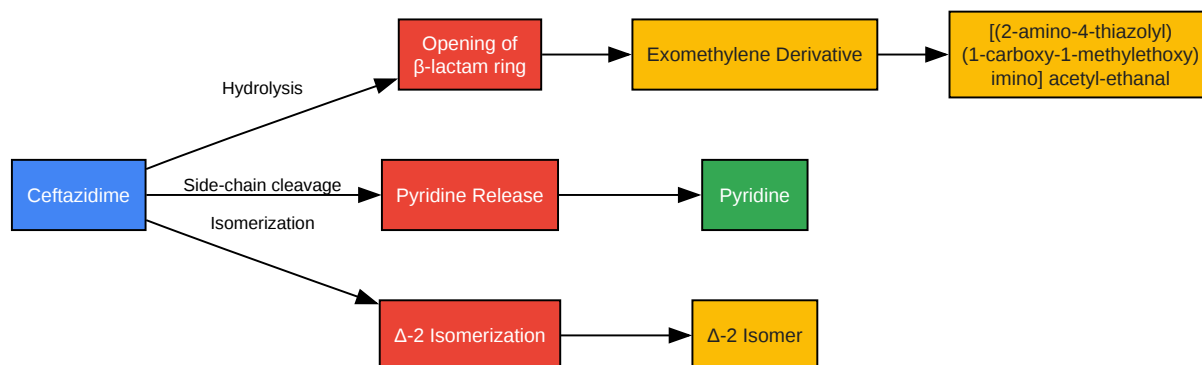 Opening of
β-lactam ring
Exomethylene Derivative
[(2-amino-4-thiazolyl)
(1-carboxy-1-methylethoxy)
imino] acetyl-ethanal
Hydrolysis
Ceftazidime
Side-chain cleavage
Pyridine Release
Pyridine
Isomerization
Δ-2 Isomerization
Δ-2 Isomer